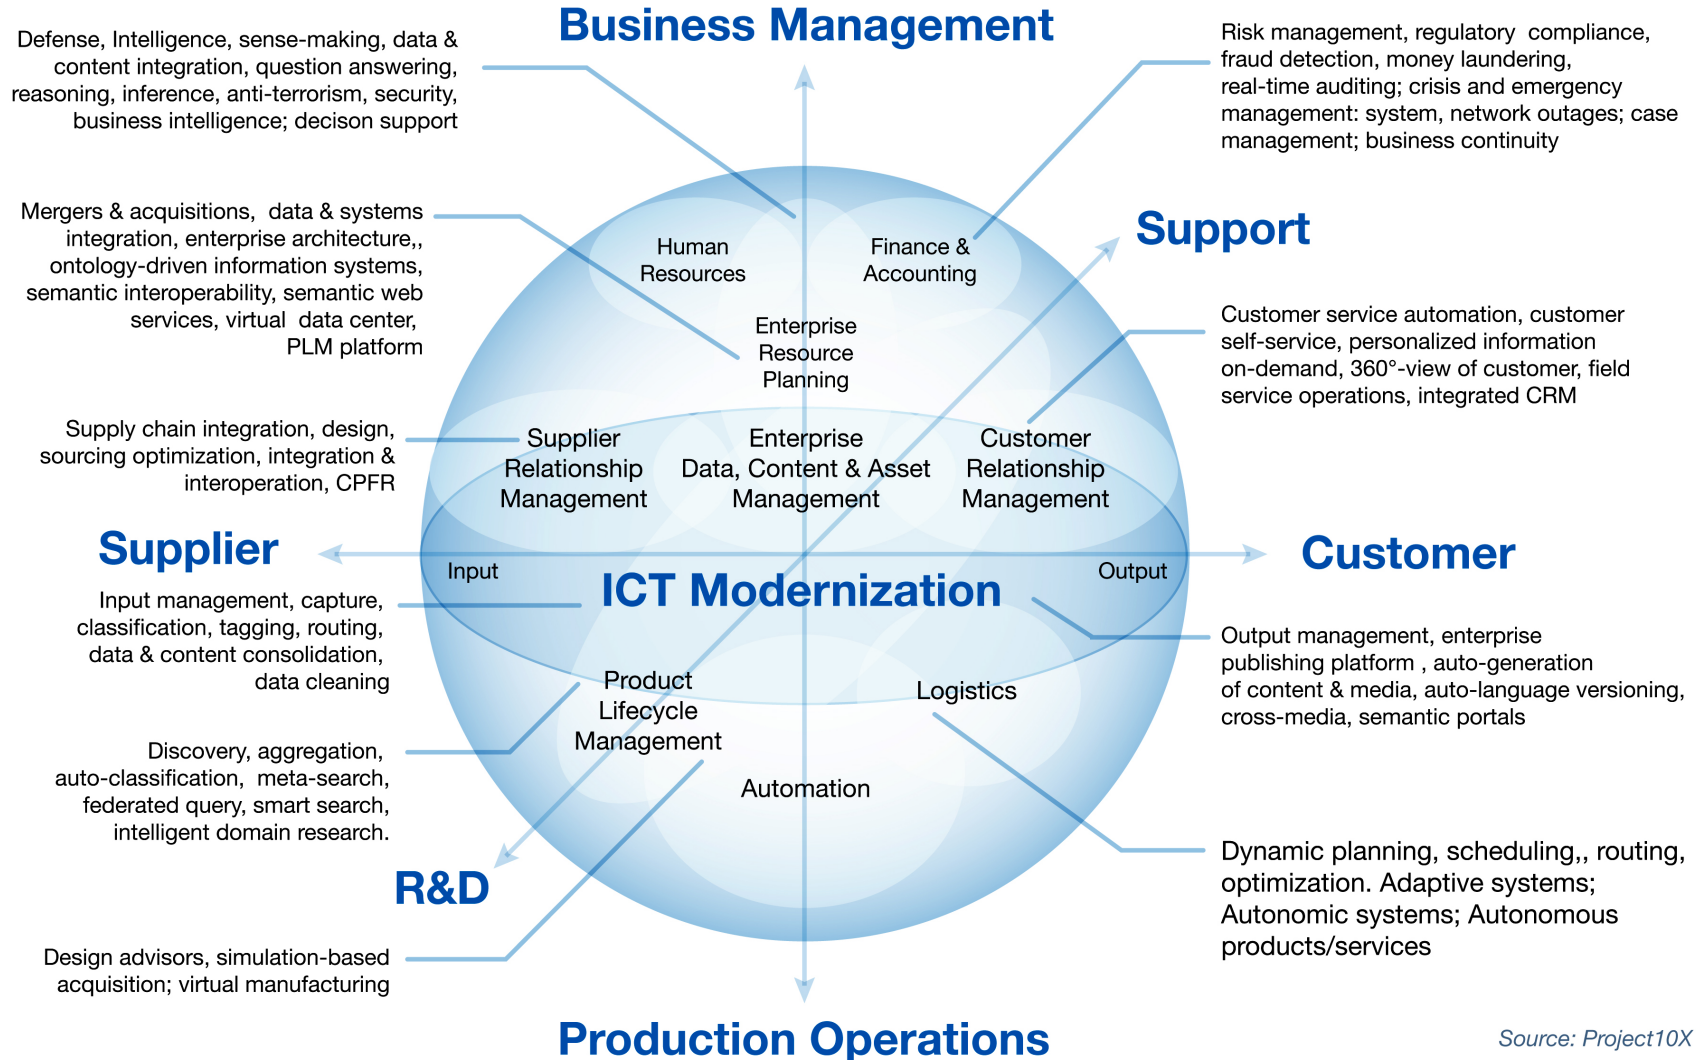 Business Management
Defense, Intelligence, sense-making, data &
content integration, question answering,
reasoning, inference, anti-terrorism, security,
business intelligence; decison support
Risk management, regulatory compliance,
fraud detection, money laundering,
real-time auditing; crisis and emergency
management: system, network outages; case
management; business continuity
Mergers & acquisitions, data & systems
integration, enterprise architecture,,
ontology-driven information systems,
semantic interoperability, semantic web
services, virtual data center,
PLM platform
Human
Resources
Finance &
Accounting
Support
Enterprise
Resource
Planning
Customer service automation, customer
self-service, personalized information
on-demand, 360°-view of customer, field
service operations, integrated CRM
Supply chain integration, design,
sourcing optimization, integration &
interoperation, CPFR
Supplier
Relationship
Management
Enterprise
Data, Content & Asset
Management
Customer
Relationship
Management
Supplier
Customer
Input
Output
ICT Modernization
Input management, capture,
classification, tagging, routing,
data & content consolidation,
data cleaning
Output management, enterprise
publishing platform , auto-generation
of content & media, auto-language versioning,
cross-media, semantic portals
Product
Lifecycle
Management
Logistics
Automation
Discovery, aggregation,
auto-classification, meta-search,
federated query, smart search,
intelligent domain research.
R&D
Dynamic planning, scheduling,, routing,
optimization. Adaptive systems;
Autonomic systems; Autonomous
products/services
Design advisors, simulation-based
acquisition; virtual manufacturing
Production Operations
Source: Project10X